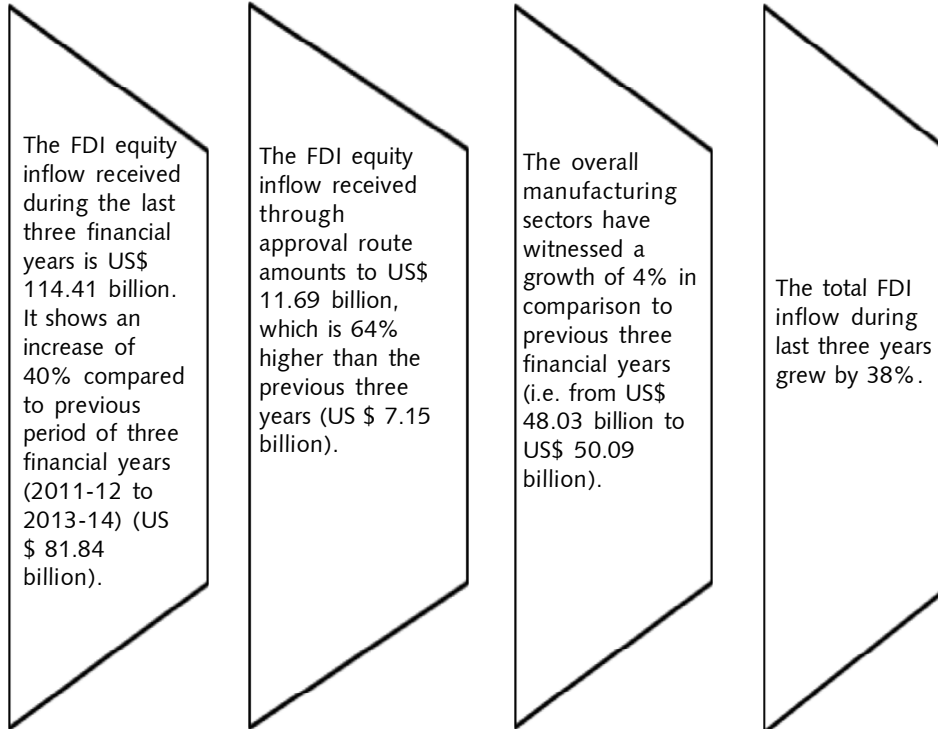 The FDI equity
inflow received
during the last
three financial
years is US$
114.41 billion.
It shows an
increase of
40% compared
to previous
period of three
financial years
(2011-12 to
2013-14) (US
$ 81.84
billion).
The FDI equity
inflow received
through
approval route
amounts to US$
11.69 billion,
which is 64%
higher than the
previous three
years (US $ 7.15
billion).
The overall
manufacturing
sectors have
witnessed a
growth of 4% in
comparison to
previous three
financial years
(i.e. from US$
48.03 billion to
US$ 50.09
billion).
The total FDI
inflow during
last three years
grew by 38%.